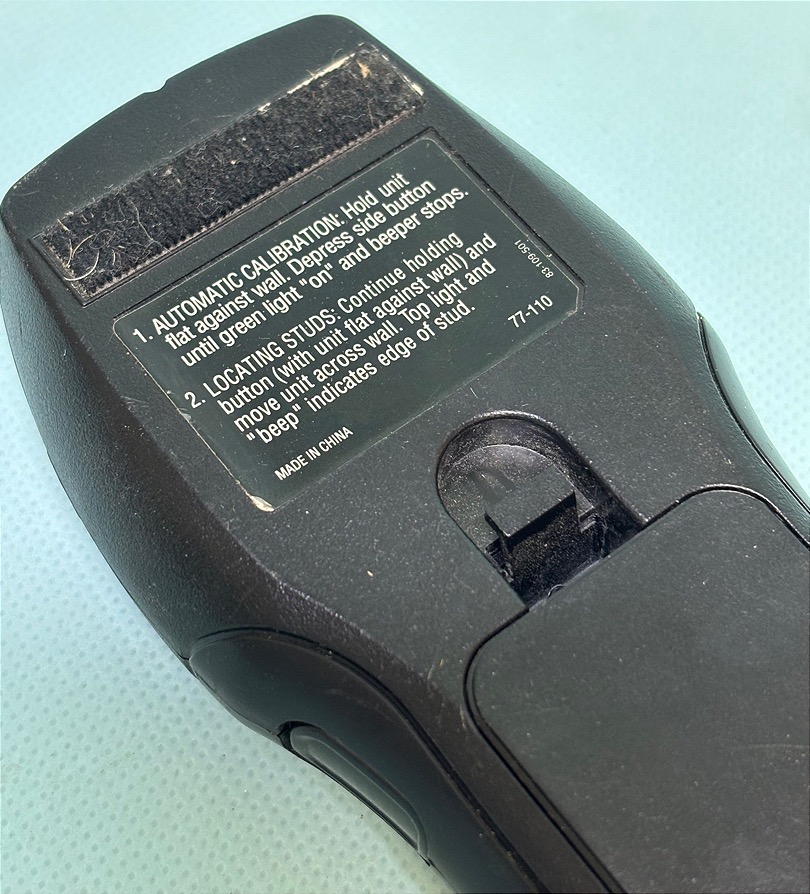 1. AUTOMATIC CALIBRATION: Hold unit
flat against wall. Depress side button
until green light "on" and beeper stops.
2. LOCATING STUDS: Continue holding
button (with unit flat against wall) and
move unit across wall. Top light and
"beep" indicates edge of stud.
MADE IN CHINA
77-110
83-109-501